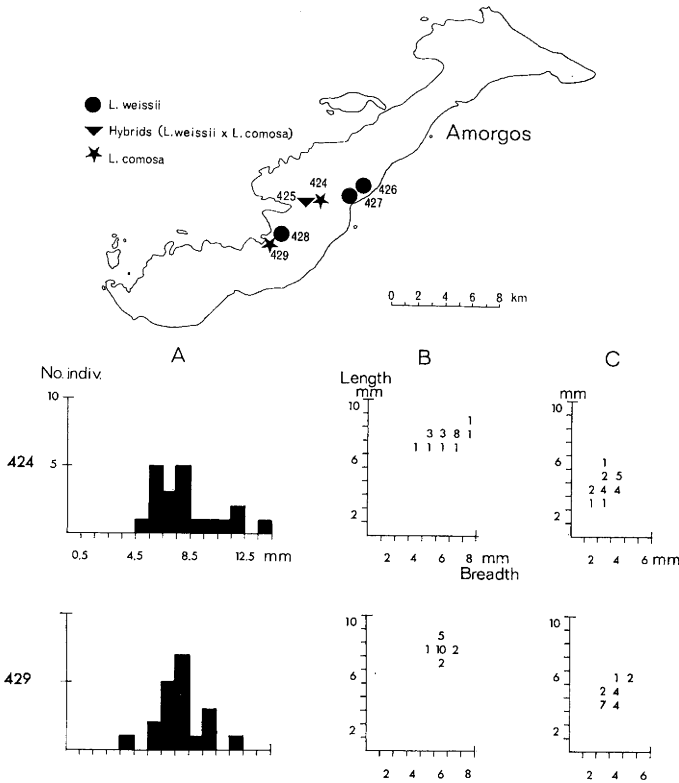 L. weissii
Hybrids (L.weissii x L.comosa)
L. comosa
Amorgos
424
425
426
427
428
429
0 2 4 6 8 km
A B C
No.indiv.
Length
mm
mm
10
5
424
0,5 4,5 8,5 12,5 mm
10
6
2
1
3 3 8 1
1 1 1 1
2 4 6 8 mm
Breadth
10
6
2
1
2 5
2 4 4
1 1
2 4 6 mm
429
10
6
2
5
1 10 2
2
2 4 6 8
10
6
2
1 2
2 4
7 4
2 4 6